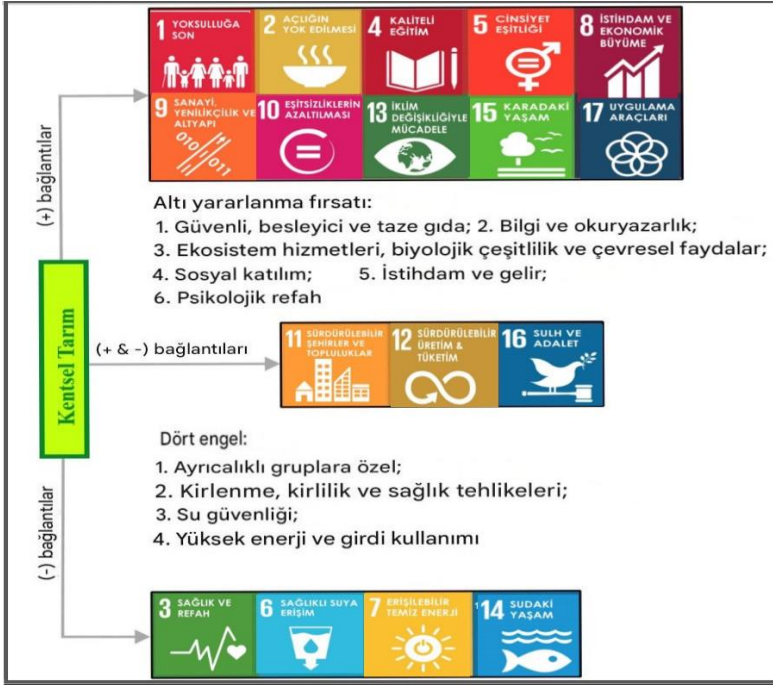 1 YOKSULLUĞA
SON
2 AÇLIĞIN
YOK EDİLMESİ
4 KALİTELİ
EĞİTİM
5 CİNSİYET
EŞİTLİĞİ
8 İSTİHDAM VE
EKONOMİK
BÜYÜME
9 SANAYİ,
YENİLİKÇİLİK VE
ALTYAPI
010/
/011
10 EŞİTSİZLİKLERİN
AZALTILMASI
13 İKLİM
DEĞİŞİKLİĞİYLE
MÜCADELE
15 KARADAKİ
YAŞAM
17 UYGULAMA
ARAÇLARI
(+) bağlantılar
Altı yararlanma fırsatı:
1. Güvenli, besleyici ve taze gıda; 2. Bilgi ve okuryazarlık;
3. Ekosistem hizmetleri, biyolojik çeşitlilik ve çevresel faydalar;
4. Sosyal katılım; 5. İstihdam ve gelir;
6. Psikolojik refah
Kentsel Tarım
(+ & -) bağlantıları
11 SÜRDÜRÜLEBİLİR
ŞEHİRLER VE
TOPLULUKLAR
12 SÜRDÜRÜLEBİLİR
ÜRETİM &
TÜKETİM
16 SULH VE
ADALET
Dört engel:
1. Ayrıcalıklı gruplara özel;
2. Kirlenme, kirlilik ve sağlık tehlikeleri;
3. Su güvenliği;
4. Yüksek enerji ve girdi kullanımı
(-) bağlantılar
3 SAĞLIK VE
REFAH
6 SAĞLIKLI SUYA
ERİŞİM
7 ERİŞİLEBİLİR
TEMİZ ENERJİ
14 SUDAKİ
YAŞAM